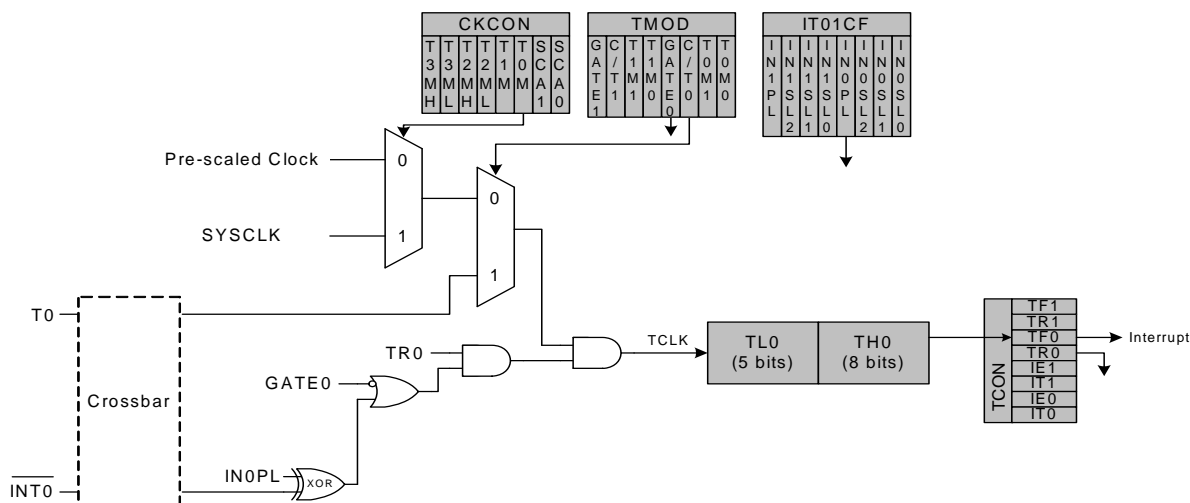 CKCON
T3MH
T3ML
T2MH
T2ML
T1M
T0M
SCA1
SCA0
TMOD
GATE1
C/T1
T1M1
T1M0
GATE0
C/T0
T0M1
T0M0
IT01CF
IN1PL
IN1SL2
IN1SL1
IN1SL0
IN0PL
IN0SL2
IN0SL1
IN0SL0
Pre-scaled Clock
0
SYSCLK
1
0
1
T0
Crossbar
INT0
TR0
GATE0
IN0PL
XOR
TCLK
TL0
(5 bits)
TH0
(8 bits)
TCON
TF1
TR1
TF0
TR0
IE1
IT1
IE0
IT0
Interrupt